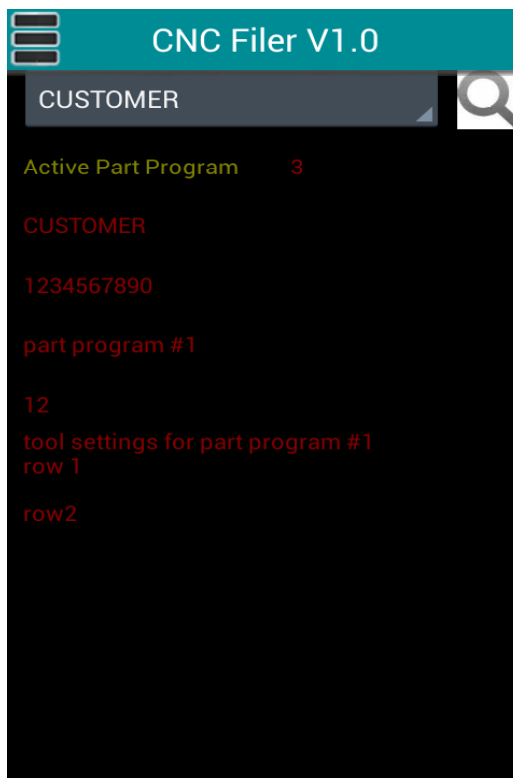 CNC Filer V1.0
CUSTOMER
Active Part Program 3
CUSTOMER
1234567890
part program #1
12
tool settings for part program #1
row 1
row2